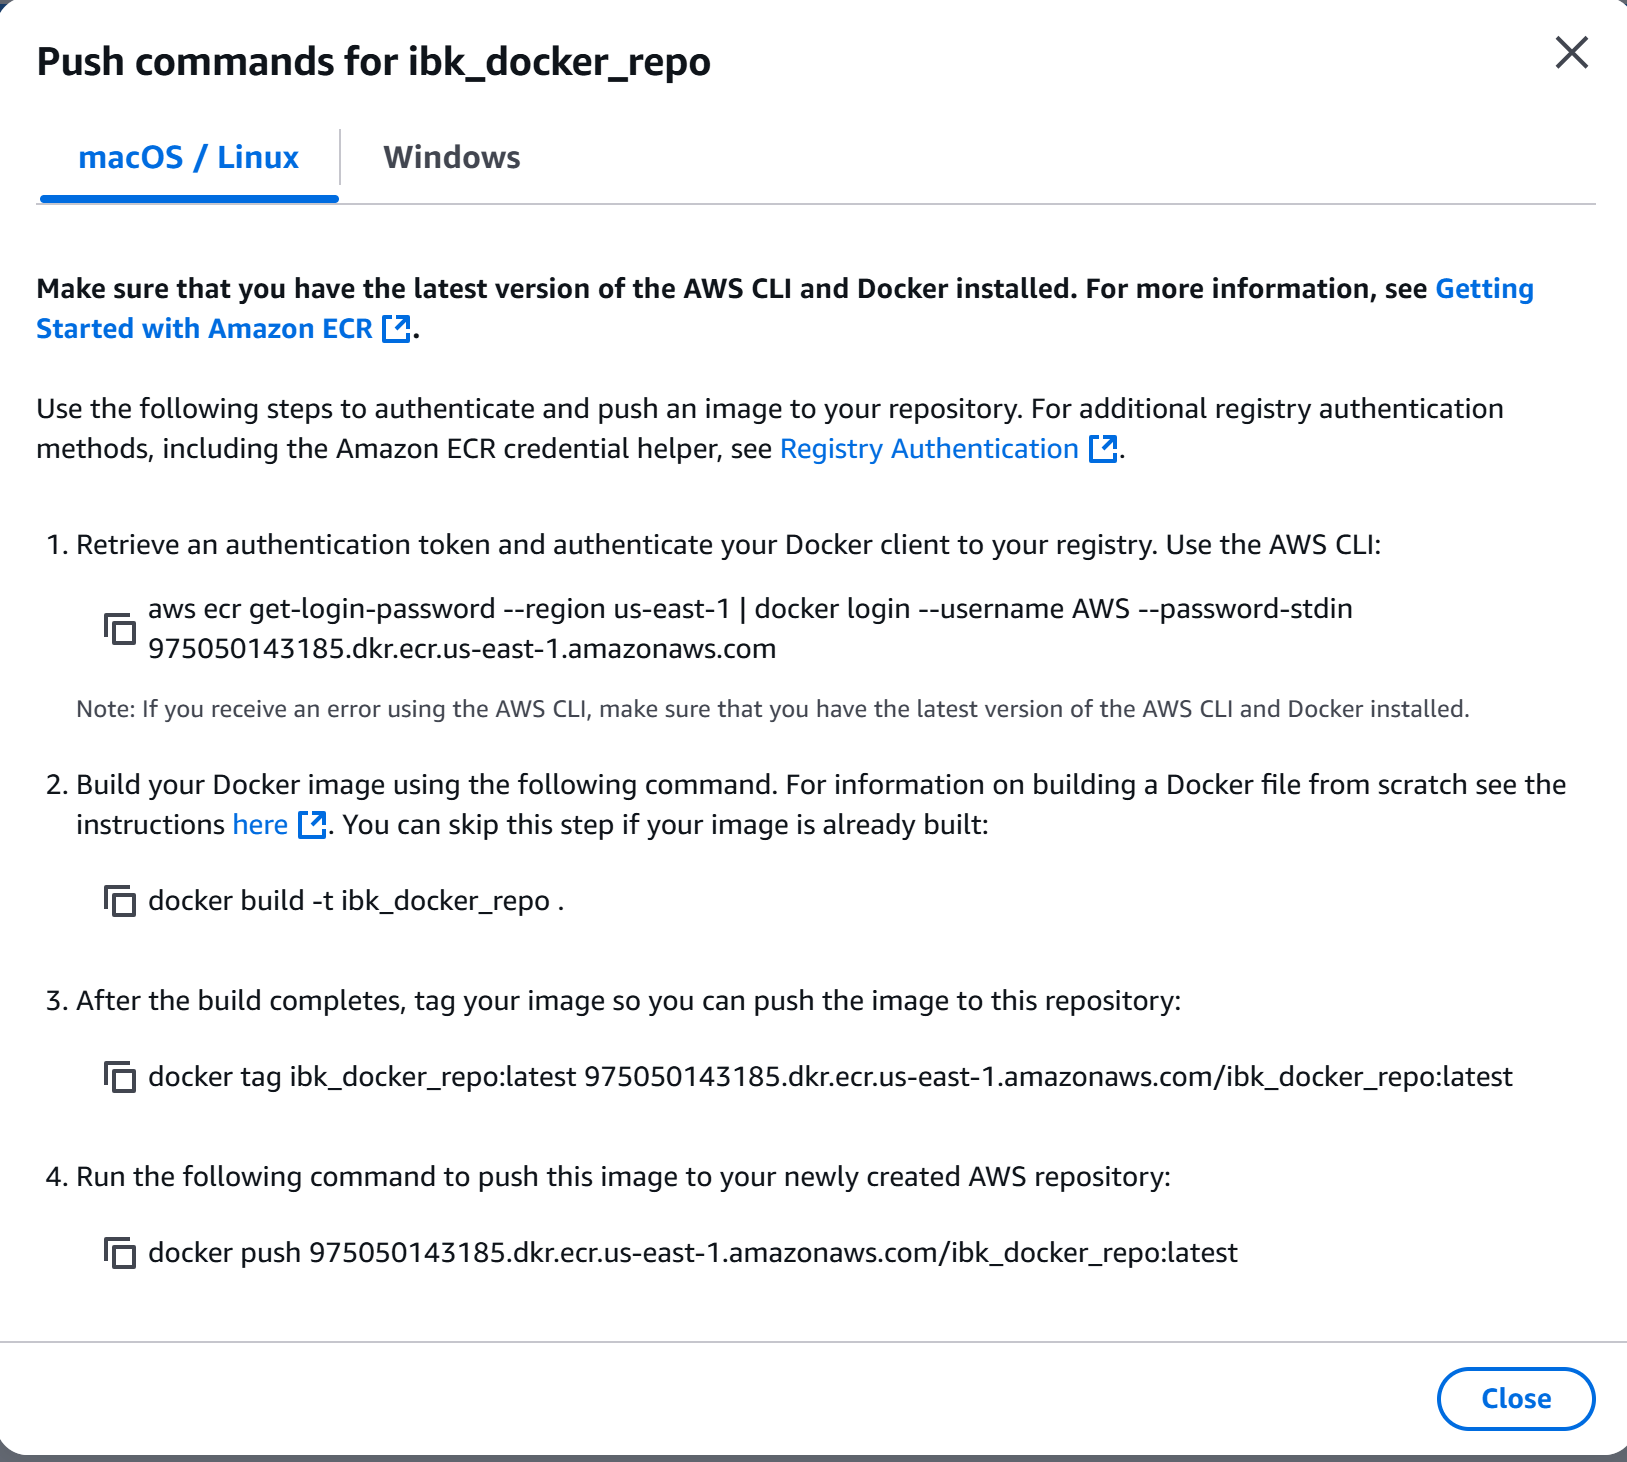 Push commands for ibk_docker_repo
macOS / Linux
Windows
Make sure that you have the latest version of the AWS CLI and Docker installed. For more information, see Getting
Started with Amazon ECR.
Use the following steps to authenticate and push an image to your repository. For additional registry authentication
methods, including the Amazon ECR credential helper, see Registry Authentication.
1. Retrieve an authentication token and authenticate your Docker client to your registry. Use the AWS CLI:
aws ecr get-login-password --region us-east-1 | docker login --username AWS --password-stdin
975050143185.dkr.ecr.us-east-1.amazonaws.com
Note: If you receive an error using the AWS CLI, make sure that you have the latest version of the AWS CLI and Docker installed.
2. Build your Docker image using the following command. For information on building a Docker file from scratch see the
instructions here. You can skip this step if your image is already built:
docker build -t ibk_docker_repo .
3. After the build completes, tag your image so you can push the image to this repository:
docker tag ibk_docker_repo:latest 975050143185.dkr.ecr.us-east-1.amazonaws.com/ibk_docker_repo:latest
4. Run the following command to push this image to your newly created AWS repository:
docker push 975050143185.dkr.ecr.us-east-1.amazonaws.com/ibk_docker_repo:latest
Close